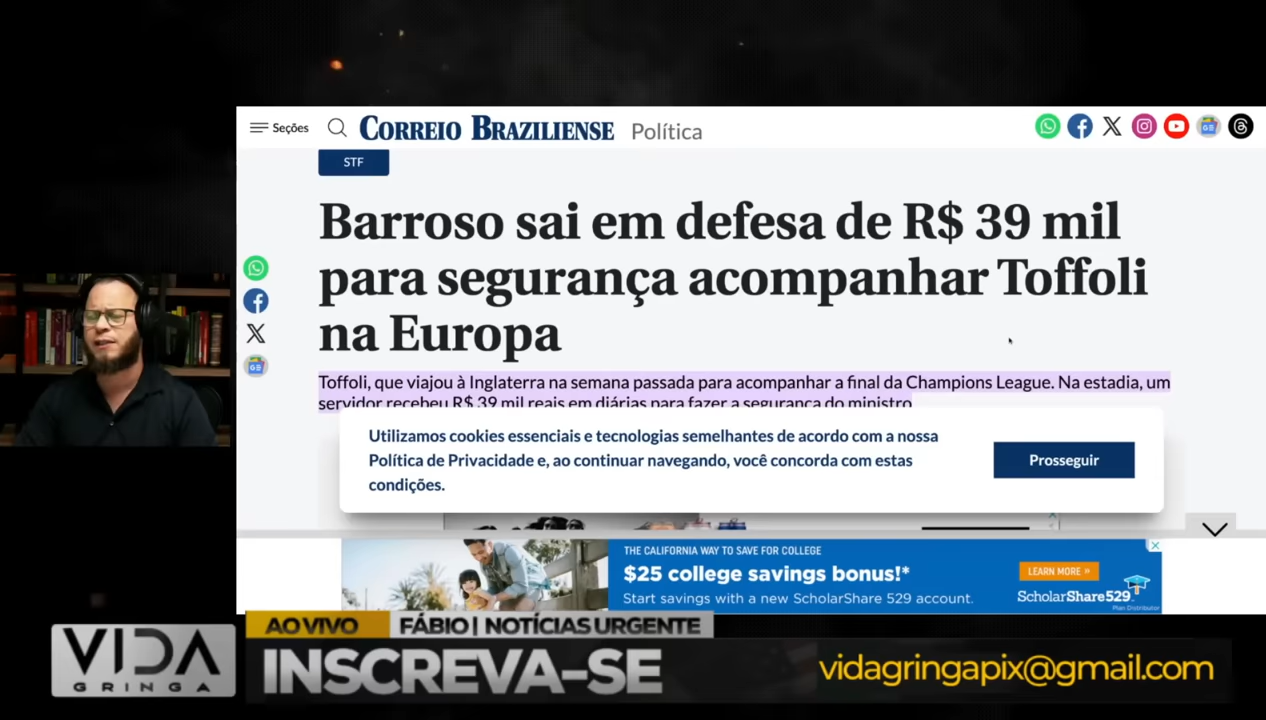 Seções
CORREIO BRAZILIENSE
Política
STF
Barroso sai em defesa de R$ 39 mil
para segurança acompanhar Toffoli
na Europa
Toffoli, que viajou à Inglaterra na semana passada para acompanhar a final da Champions League. Na estadia, um
servidor recebeu R$ 39 mil reais em diárias para fazer a segurança do ministro
Utilizamos cookies essenciais e tecnologias semelhantes de acordo com a nossa
Política de Privacidade e, ao continuar navegando, você concorda com estas
condições.
Prosseguir
THE CALIFORNIA WAY TO SAVE FOR COLLEGE
$25 college savings bonus!*
Start savings with a new ScholarShare 529 account.
LEARN MORE »
ScholarShare529.
Plan Distributor
AO VIVO
FÁBIO | NOTÍCIAS URGENTE
VIDA
GRINGA
INSCREVA-SE
vidagringapix@gmail.com